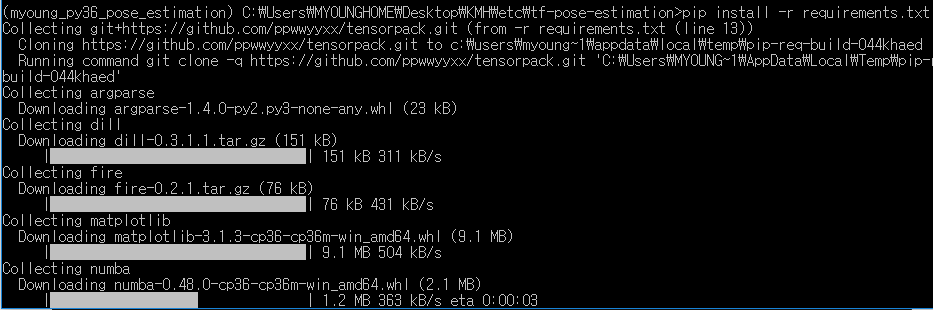 (myoung_py36_pose_estimation) C:₩Users₩MYOUNGHOME₩Desktop₩KMH₩etc₩tf-pose-estimation>pip install -r requirements.txt
Collecting git+https://github.com/ppwwyyxx/tensorpack.git (from -r requirements.txt (line 13))
Cloning https://github.com/ppwwyyxx/tensorpack.git to c:₩users₩myoung~1₩appdata₩local₩temp₩pip-req-build-044khaed
Running command git clone -q https://github.com/ppwwyyxx/tensorpack.git 'C:₩Users₩MYOUNG~1₩AppData₩Local₩Temp₩pip-r
build-044khaed'
Collecting argparse
Downloading argparse-1.4.0-py2.py3-none-any.whl (23 kB)
Collecting dill
Downloading dill-0.3.1.1.tar.gz (151 kB)
| | 151 kB 311 kB/s
Collecting fire
Downloading fire-0.2.1.tar.gz (76 kB)
| | 76 kB 431 kB/s
Collecting matplotlib
Downloading matplotlib-3.1.3-cp36-cp36m-win_amd64.whl (9.1 MB)
| | 9.1 MB 504 kB/s
Collecting numba
Downloading numba-0.48.0-cp36-cp36m-win_amd64.whl (2.1 MB)
| | 1.2 MB 363 kB/s eta 0:00:03